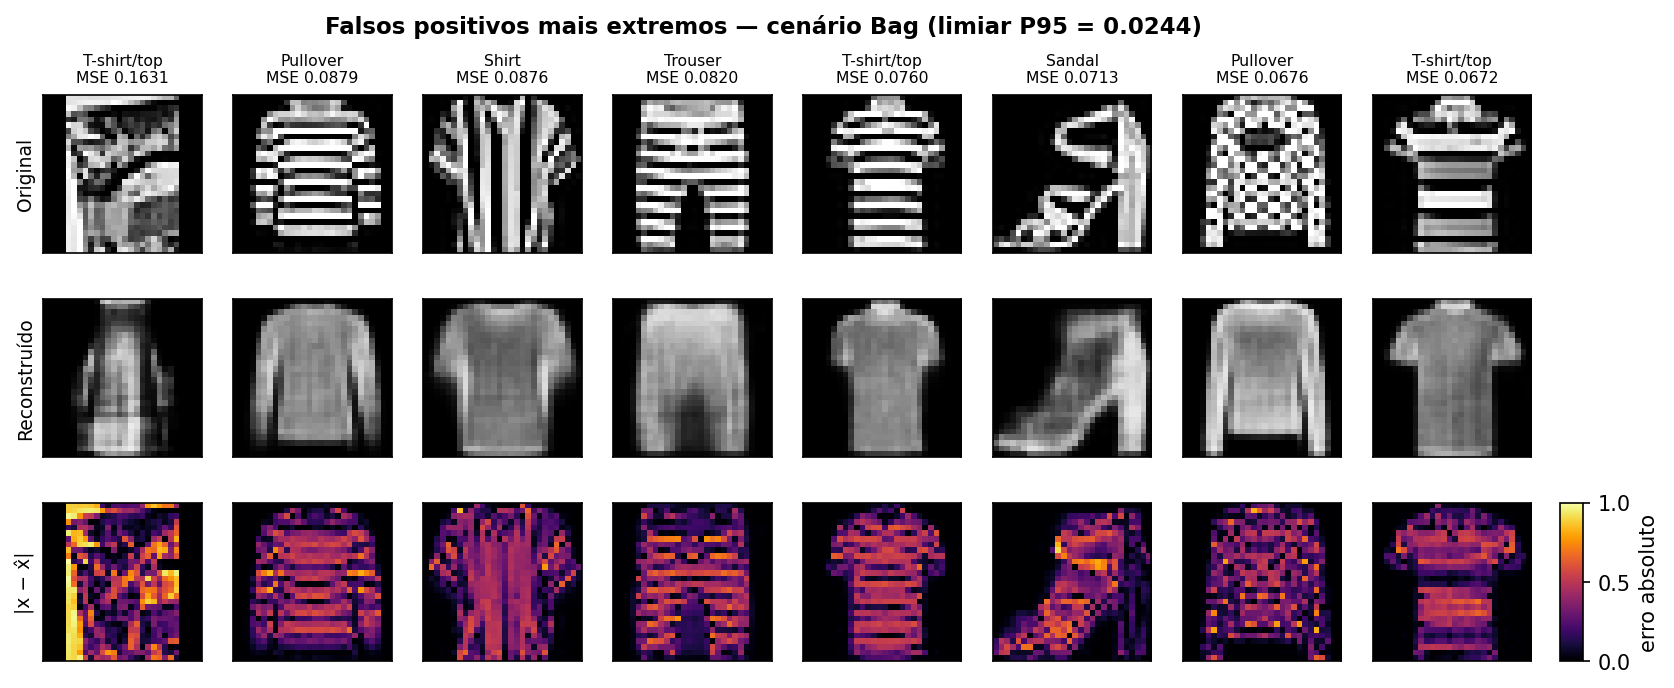 Falsos positivos mais extremos — cenário Bag (limiar P95 = 0.0244)
T-shirt/top
MSE 0.1631
Pullover
MSE 0.0879
Shirt
MSE 0.0876
Trouser
MSE 0.0820
T-shirt/top
MSE 0.0760
Sandal
MSE 0.0713
Pullover
MSE 0.0676
T-shirt/top
MSE 0.0672
Original
Reconstruído
|x − x̂|
1.0
0.5
0.0
erro absoluto